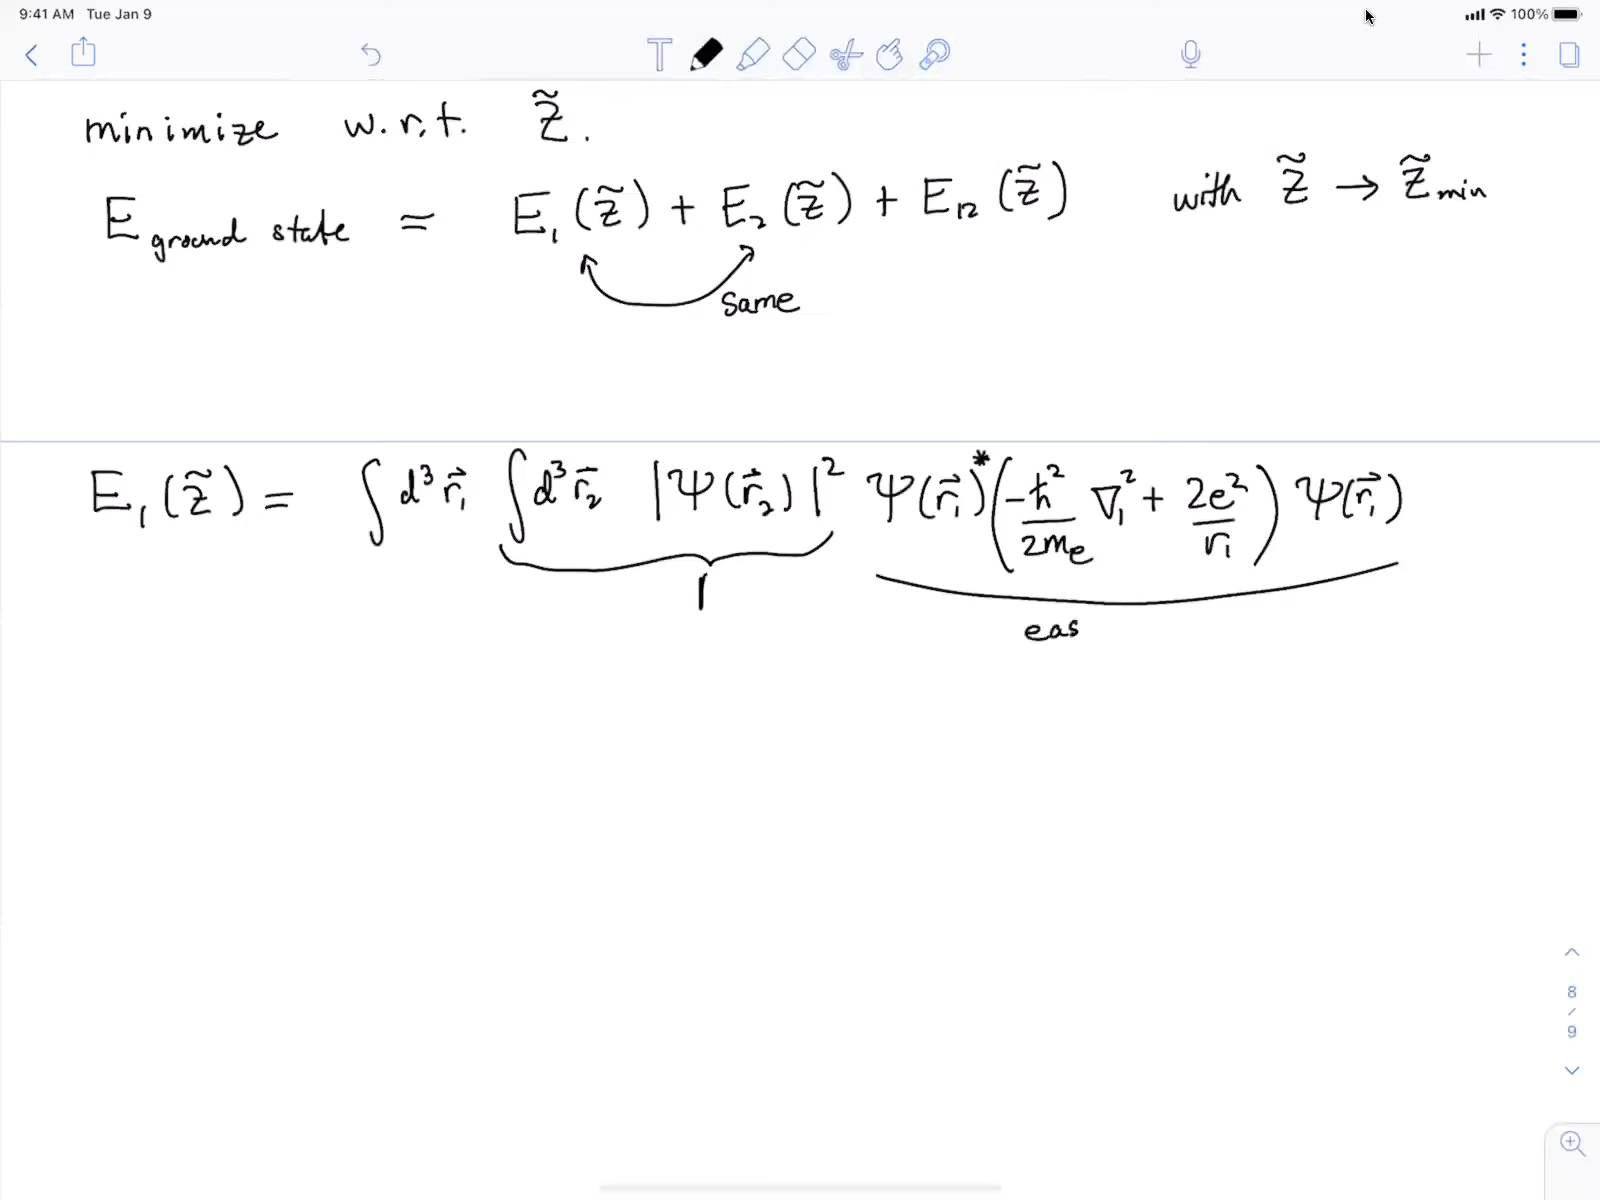 9:41 AM Tue Jan 9 100%
minimize w.r.t. Z̃.
E ground state ≃ E₁(Z̃) + E₂(Z̃) + E₁₂(Z̃) with Z̃ → Z̃min
same
E₁(Z̃) = ∫d³r⃗₁ ∫d³r⃗₂ |Ψ(r⃗₂)|² Ψ(r⃗₁)* (-ħ²/2mₑ ∇₁² + 2e²/r₁) Ψ(r⃗₁)
1
eas
8
/
9